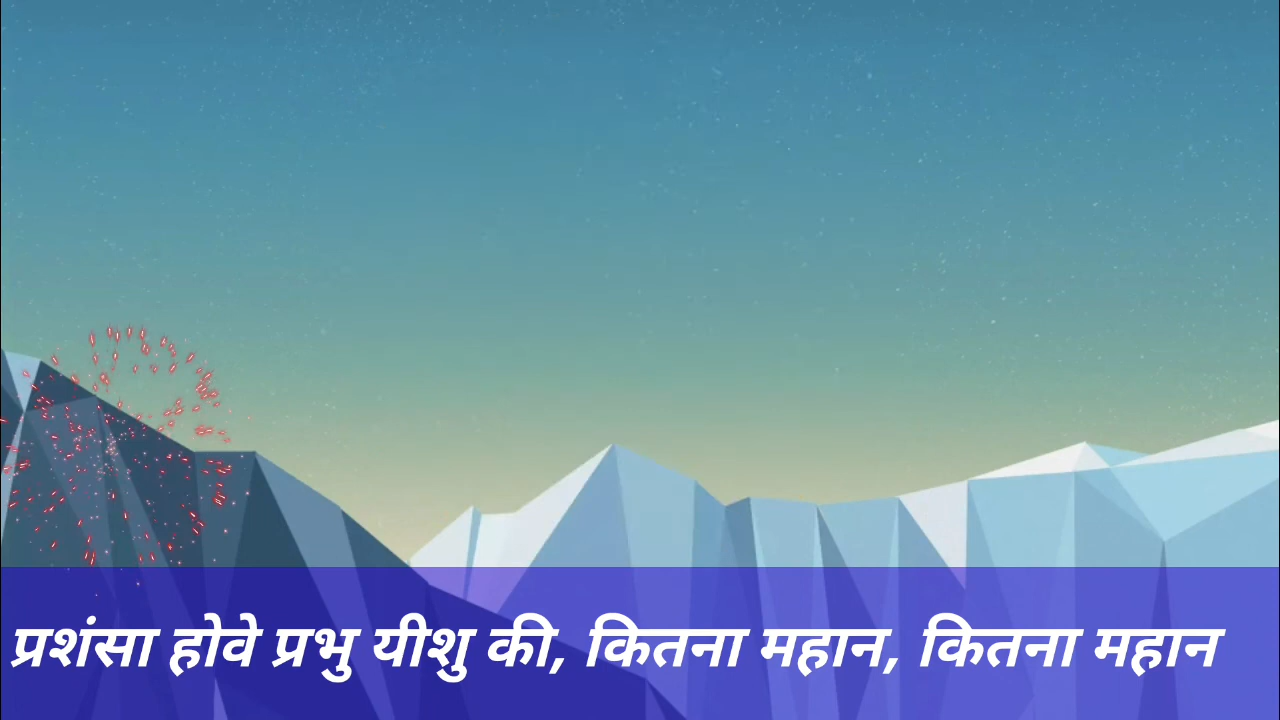 प्रशंसा होवे प्रभु यीशु की, कितना महान, कितना महान